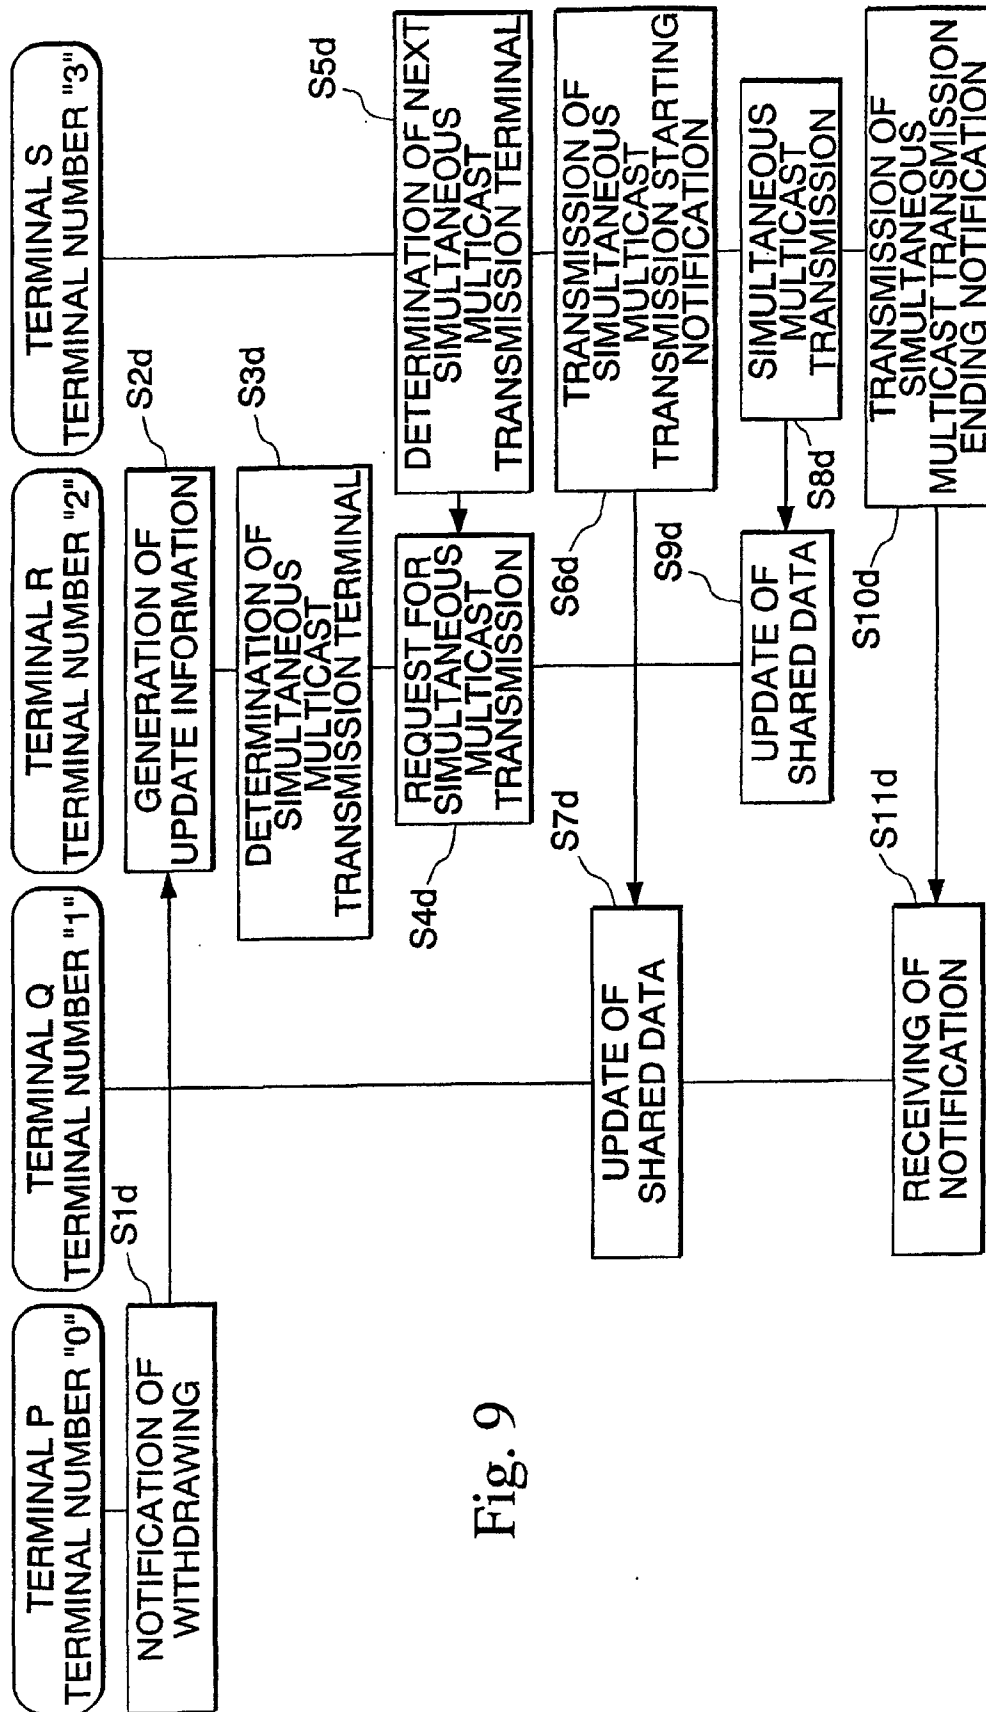 TERMINAL P
TERMINAL NUMBER "0"
TERMINAL Q
TERMINAL NUMBER "1"
TERMINAL R
TERMINAL NUMBER "2"
TERMINAL S
TERMINAL NUMBER "3"
S1d
NOTIFICATION OF
WITHDRAWING
S2d
GENERATION OF
UPDATE INFORMATION
S3d
DETERMINATION OF
SIMULTANEOUS
MULTICAST
TRANSMISSION TERMINAL
S5d
DETERMINATION OF NEXT
SIMULTANEOUS
MULTICAST
TRANSMISSION TERMINAL
REQUEST FOR
SIMULTANEOUS
MULTICAST
TRANSMISSION
S4d
TRANSMISSION OF
SIMULTANEOUS
MULTICAST
TRANSMISSION STARTING
NOTIFICATION
S6d
S7d
UPDATE OF
SHARED DATA
SIMULTANEOUS
MULTICAST
TRANSMISSION
S8d
S9d
UPDATE OF
SHARED DATA
TRANSMISSION OF
SIMULTANEOUS
MULTICAST TRANSMISSION
ENDING NOTIFICATION
S10d
S11d
RECEIVING OF
NOTIFICATION
Fig. 9